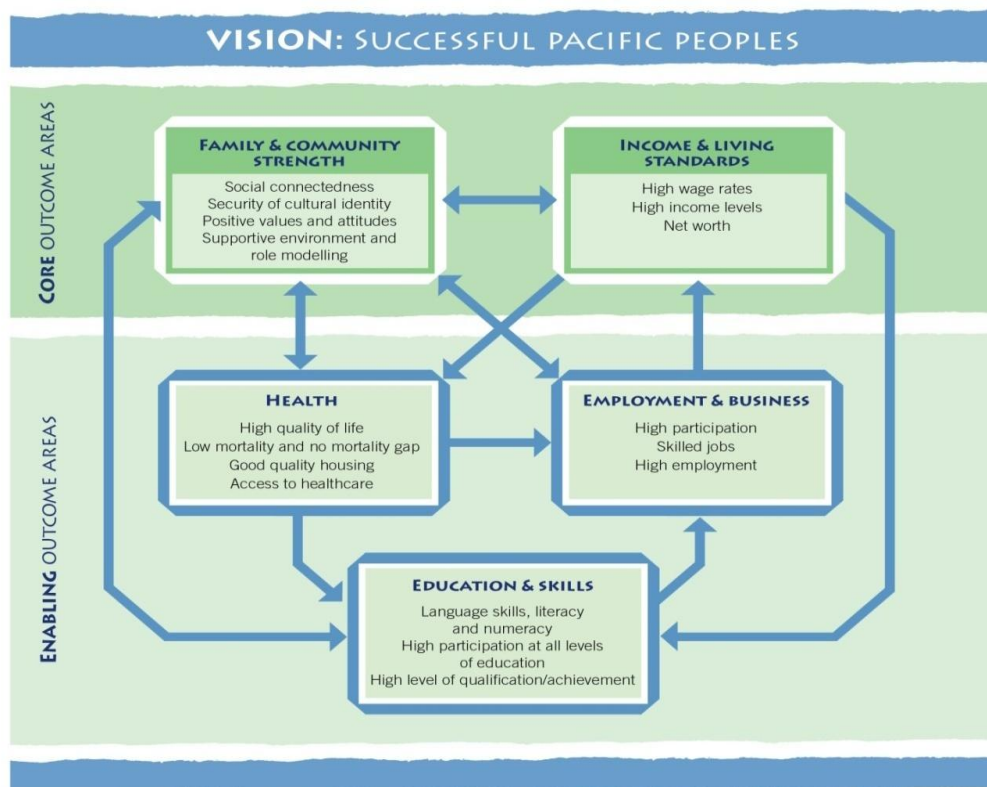 VISION: SUCCESSFUL PACIFIC PEOPLES
CORE OUTCOME AREAS
FAMILY & COMMUNITY
STRENGTH
Social connectedness
Security of cultural identity
Positive values and attitudes
Supportive environment and
role modelling
INCOME & LIVING
STANDARDS
High wage rates
High income levels
Net worth
ENABLING OUTCOME AREAS
HEALTH
High quality of life
Low mortality and no mortality gap
Good quality housing
Access to healthcare
EMPLOYMENT & BUSINESS
High participation
Skilled jobs
High employment
EDUCATION & SKILLS
Language skills, literacy
and numeracy
High participation at all levels
of education
High level of qualification/achievement